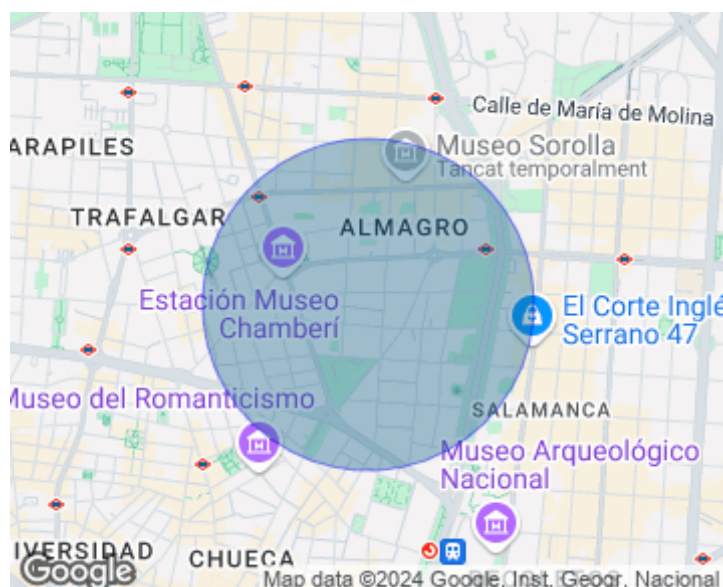 Calle de María de Molina
ARAPILES
Museo Sorolla
Tancat temporalment
TRAFALGAR
ALMAGRO
Estación Museo
Chamberí
El Corte Inglé
Serrano 47
Museo del Romanticismo
SALAMANCA
Museo Arqueológico
Nacional
IVERSIDAD
CHUECA
Google
Map data ©2024 Google, Inst. Geogr. Nacional